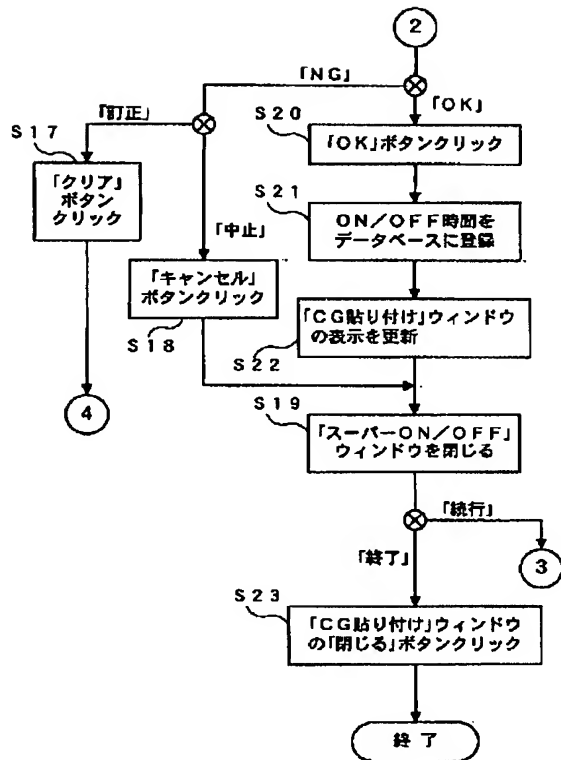 2
「NG」
「OK」
「訂正」
S17
「クリア」
ボタン
クリック
4
「中止」
「キャンセル」
ボタンクリック
S18
S20
「OK」ボタンクリック
S21
ON/OFF時間を
データベースに登録
S22
「CG貼り付け」ウィンドウ
の表示を更新
S19
「スーパーON/OFF」
ウィンドウを閉じる
「続行」
3
「終了」
S23
「CG貼り付け」ウィンドウ
の「閉じる」ボタンクリック
終了